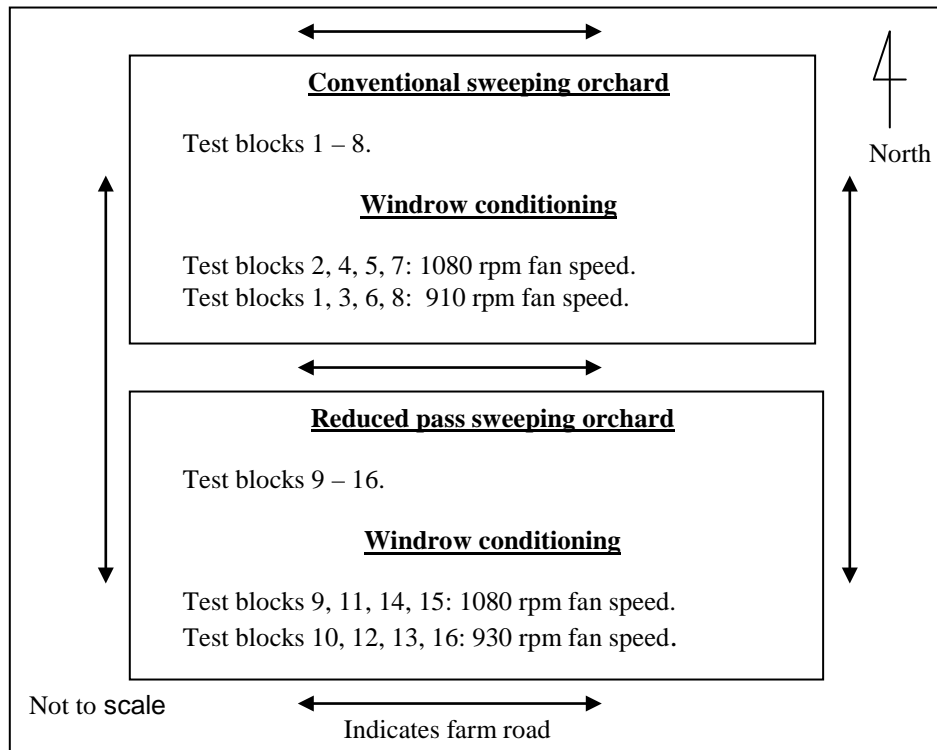 Conventional sweeping orchard
Test blocks 1 – 8.
North
Windrow conditioning
Test blocks 2, 4, 5, 7: 1080 rpm fan speed.
Test blocks 1, 3, 6, 8: 910 rpm fan speed.
Reduced pass sweeping orchard
Test blocks 9 – 16.
Windrow conditioning
Test blocks 9, 11, 14, 15: 1080 rpm fan speed.
Test blocks 10, 12, 13, 16: 930 rpm fan speed.
Not to scale
Indicates farm road